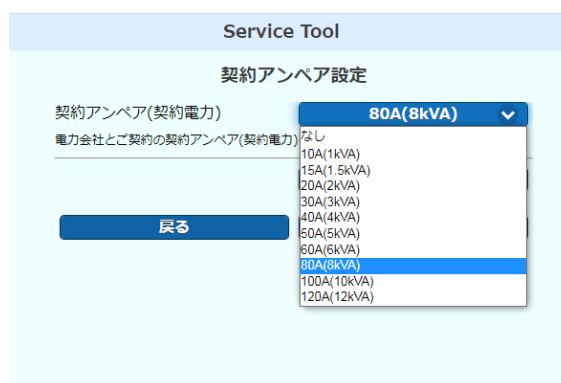 Service Tool
契約アンペア設定
契約アンペア(契約電力)
80A(8kVA)
電力会社とご契約の契約アンペア(契約電力)
なし
10A(1kVA)
15A(1.5kVA)
20A(2kVA)
30A(3kVA)
40A(4kVA)
50A(5kVA)
60A(6kVA)
80A(8kVA)
100A(10kVA)
120A(12kVA)
戻る